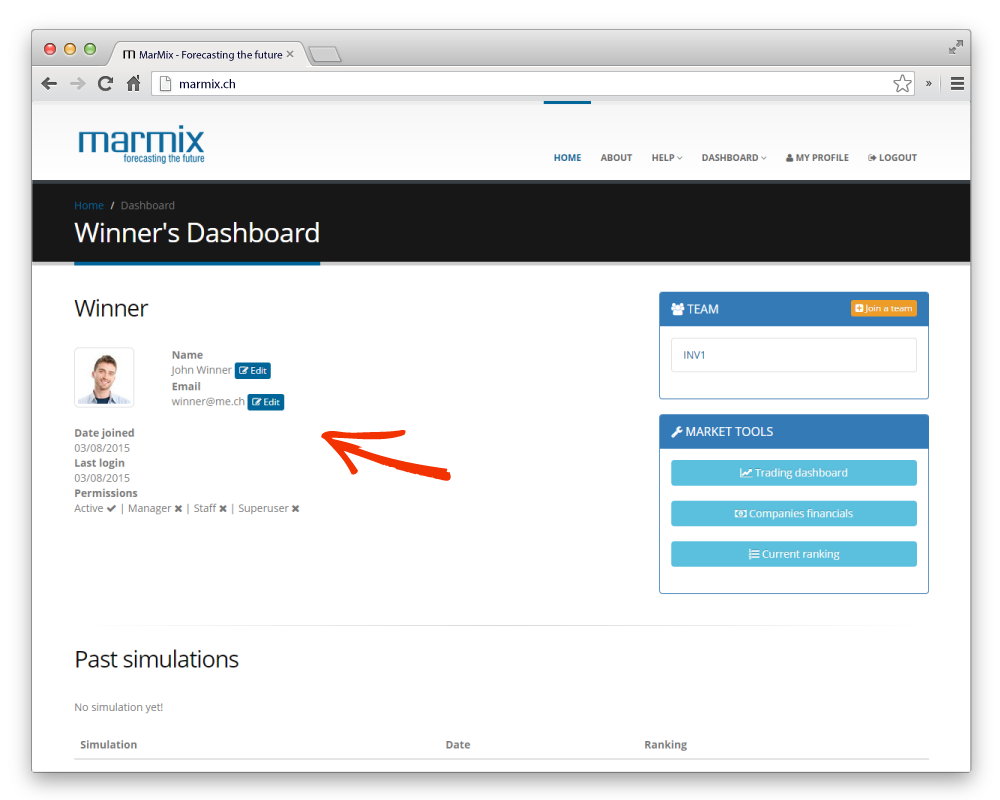 MarMix - Forecasting the future
marmix.ch
marmix
forecasting the future
HOME ABOUT HELP DASHBOARD MY PROFILE LOGOUT
Home / Dashboard
Winner's Dashboard
Winner
Name
John Winner Edit
Email
winner@me.ch Edit
Date joined
03/08/2015
Last login
03/08/2015
Permissions
Active | Manager | Staff | Superuser
TEAM Join a team
INV1
MARKET TOOLS
Trading dashboard
Companies financials
Current ranking
Past simulations
No simulation yet!
Simulation Date Ranking